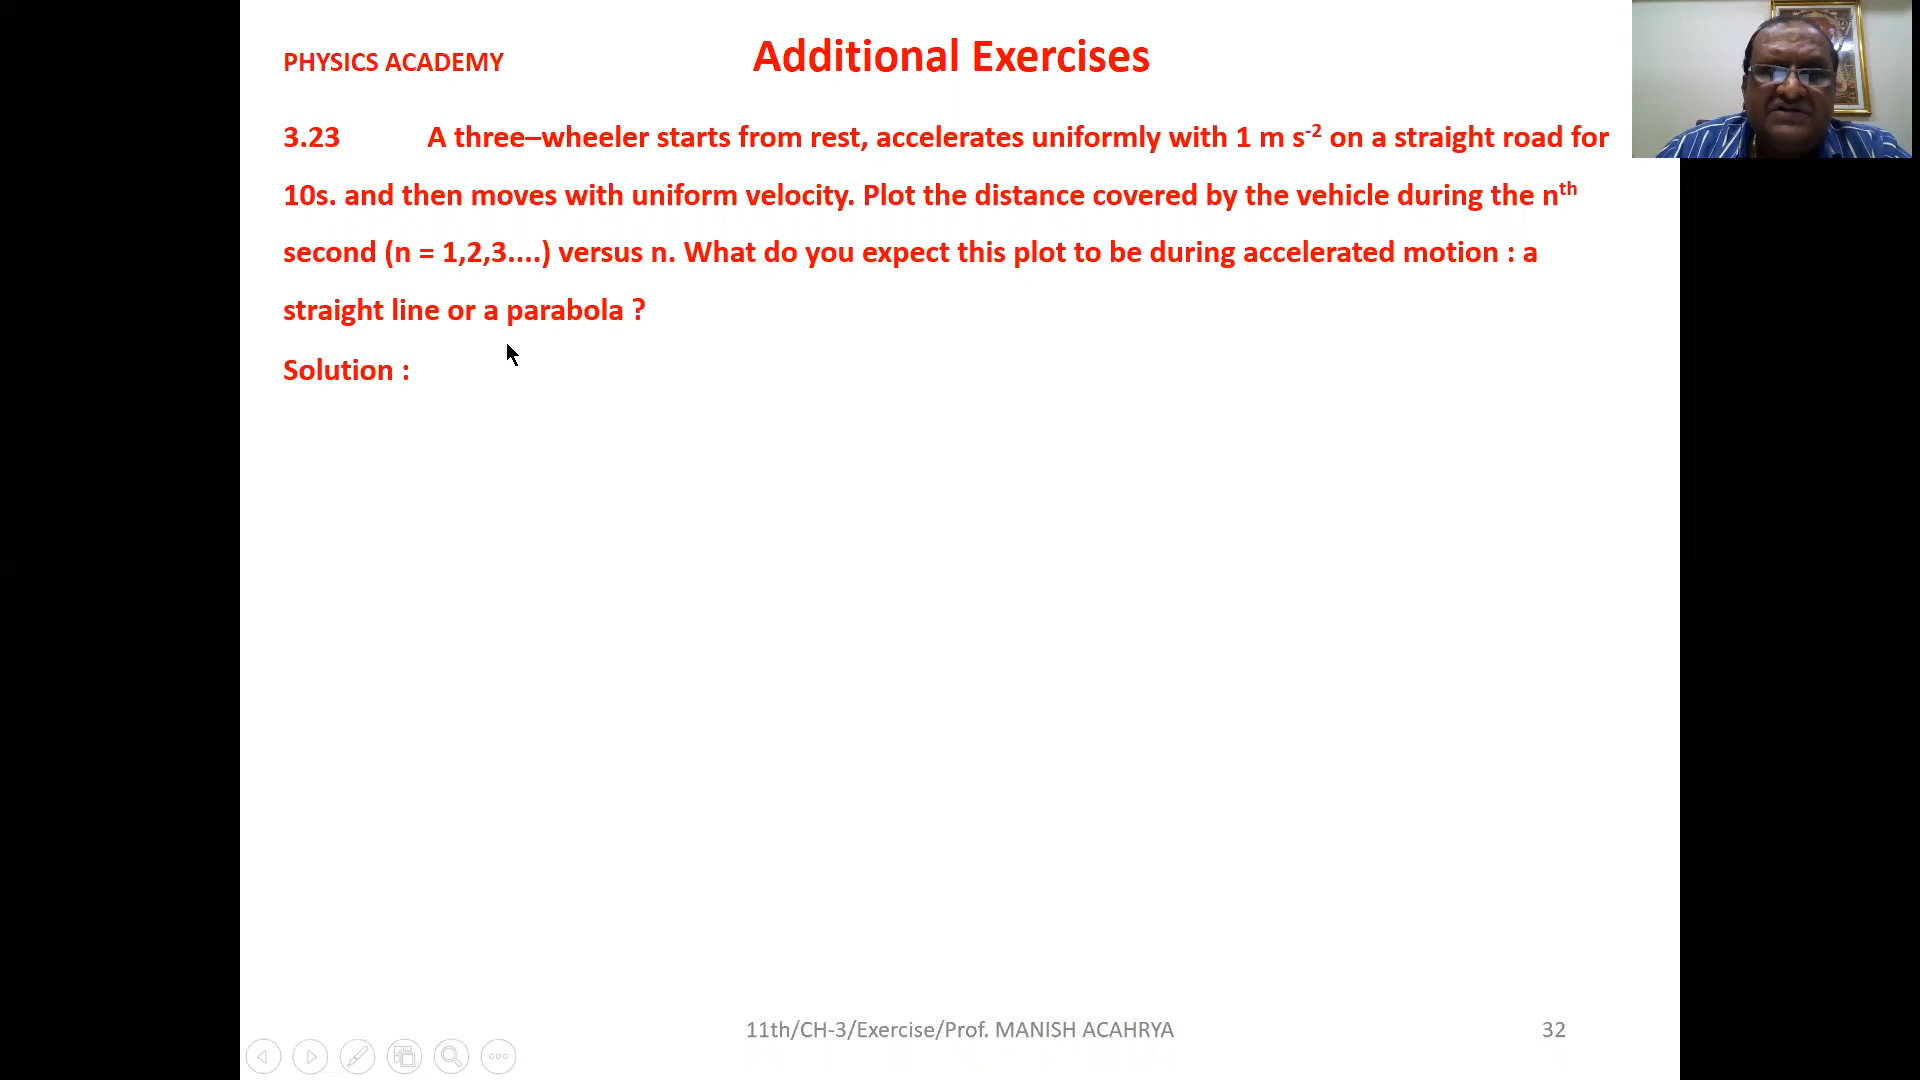 PHYSICS ACADEMY
Additional Exercises
3.23 A three–wheeler starts from rest, accelerates uniformly with 1 m s⁻² on a straight road for
10s. and then moves with uniform velocity. Plot the distance covered by the vehicle during the nᵗʰ
second (n = 1,2,3....) versus n. What do you expect this plot to be during accelerated motion : a
straight line or a parabola ?
Solution :
11th/CH-3/Exercise/Prof. MANISH ACAHRYA
32